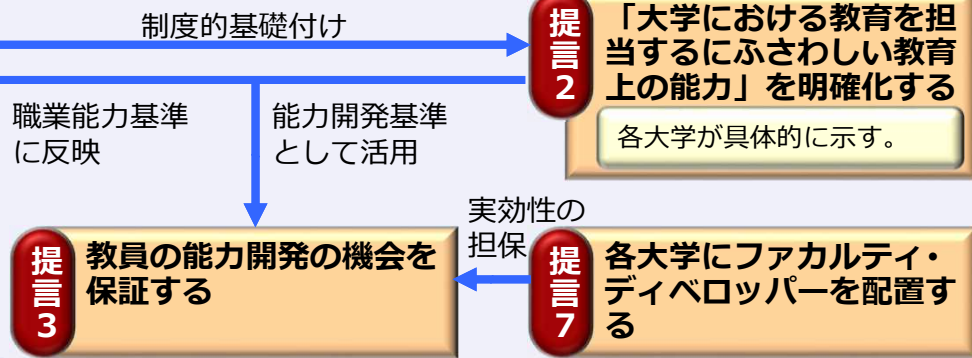 制度的基礎付け
提言2
「大学における教育を担
当するにふさわしい教育
上の能力」を明確化する
各大学が具体的に示す。
職業能力基準
に反映
能力開発基準
として活用
実効性の
担保
提言3
教員の能力開発の機会を
保証する
提言7
各大学にファカルティ・
ディベロッパーを配置す
る